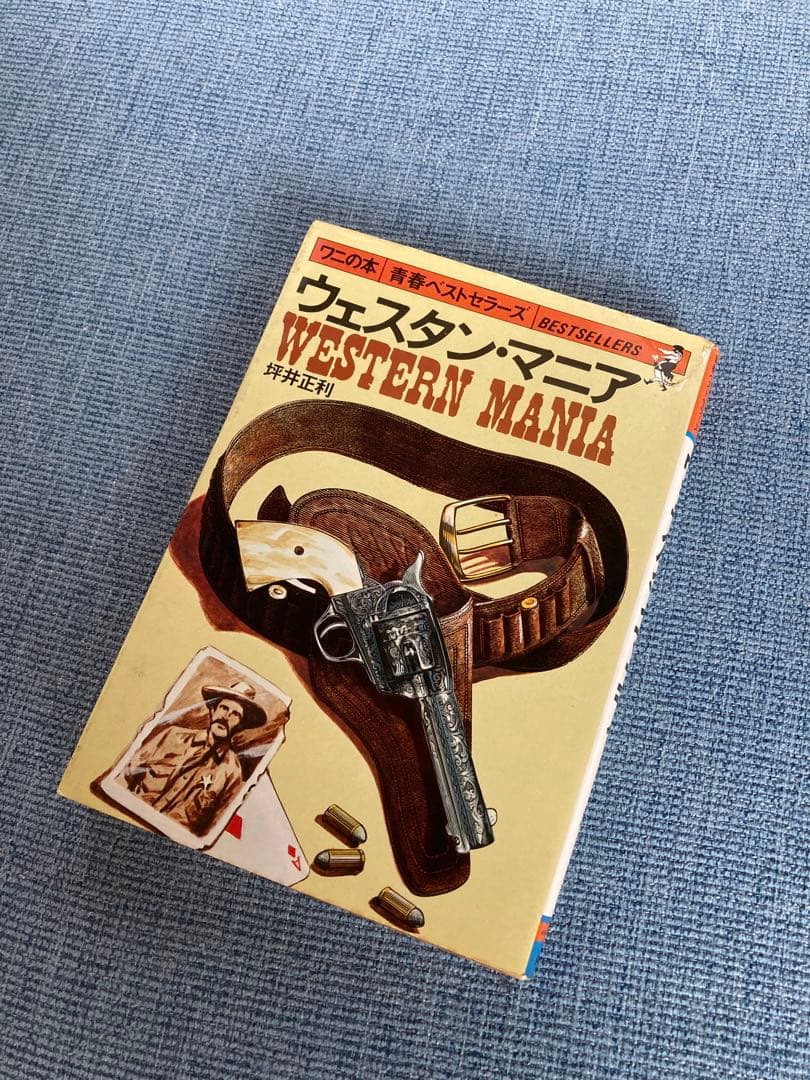 ワニの本 青春ベストセラーズ BESTSELLERS
ウェスタン・マニア
WESTERN MANIA
坪井正利